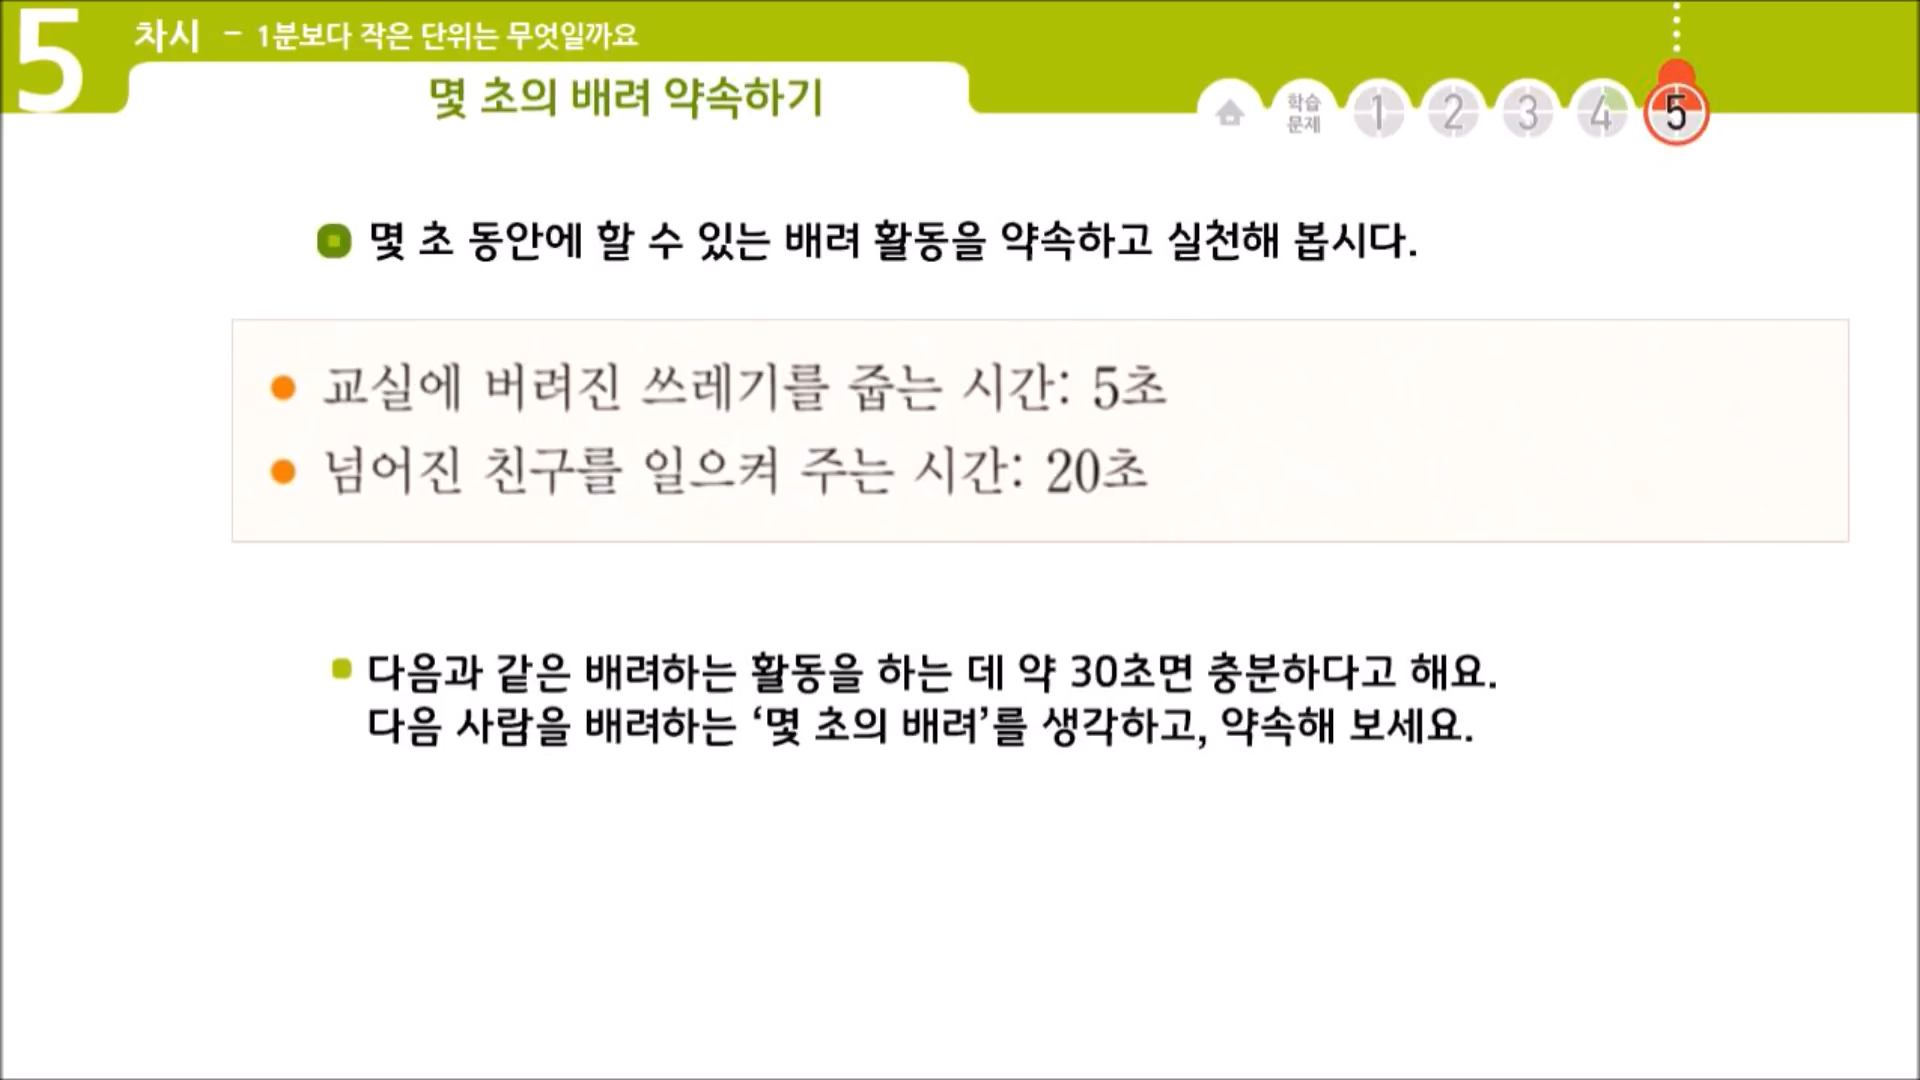 5 차시 - 1분보다 작은 단위는 무엇일까요
몇 초의 배려 약속하기
학습
문제
1 2 3 4 5
몇 초 동안에 할 수 있는 배려 활동을 약속하고 실천해 봅시다.
교실에 버려진 쓰레기를 줍는 시간: 5초
넘어진 친구를 일으켜 주는 시간: 20초
다음과 같은 배려하는 활동을 하는 데 약 30초면 충분하다고 해요.
다음 사람을 배려하는 ‘몇 초의 배려’를 생각하고, 약속해 보세요.